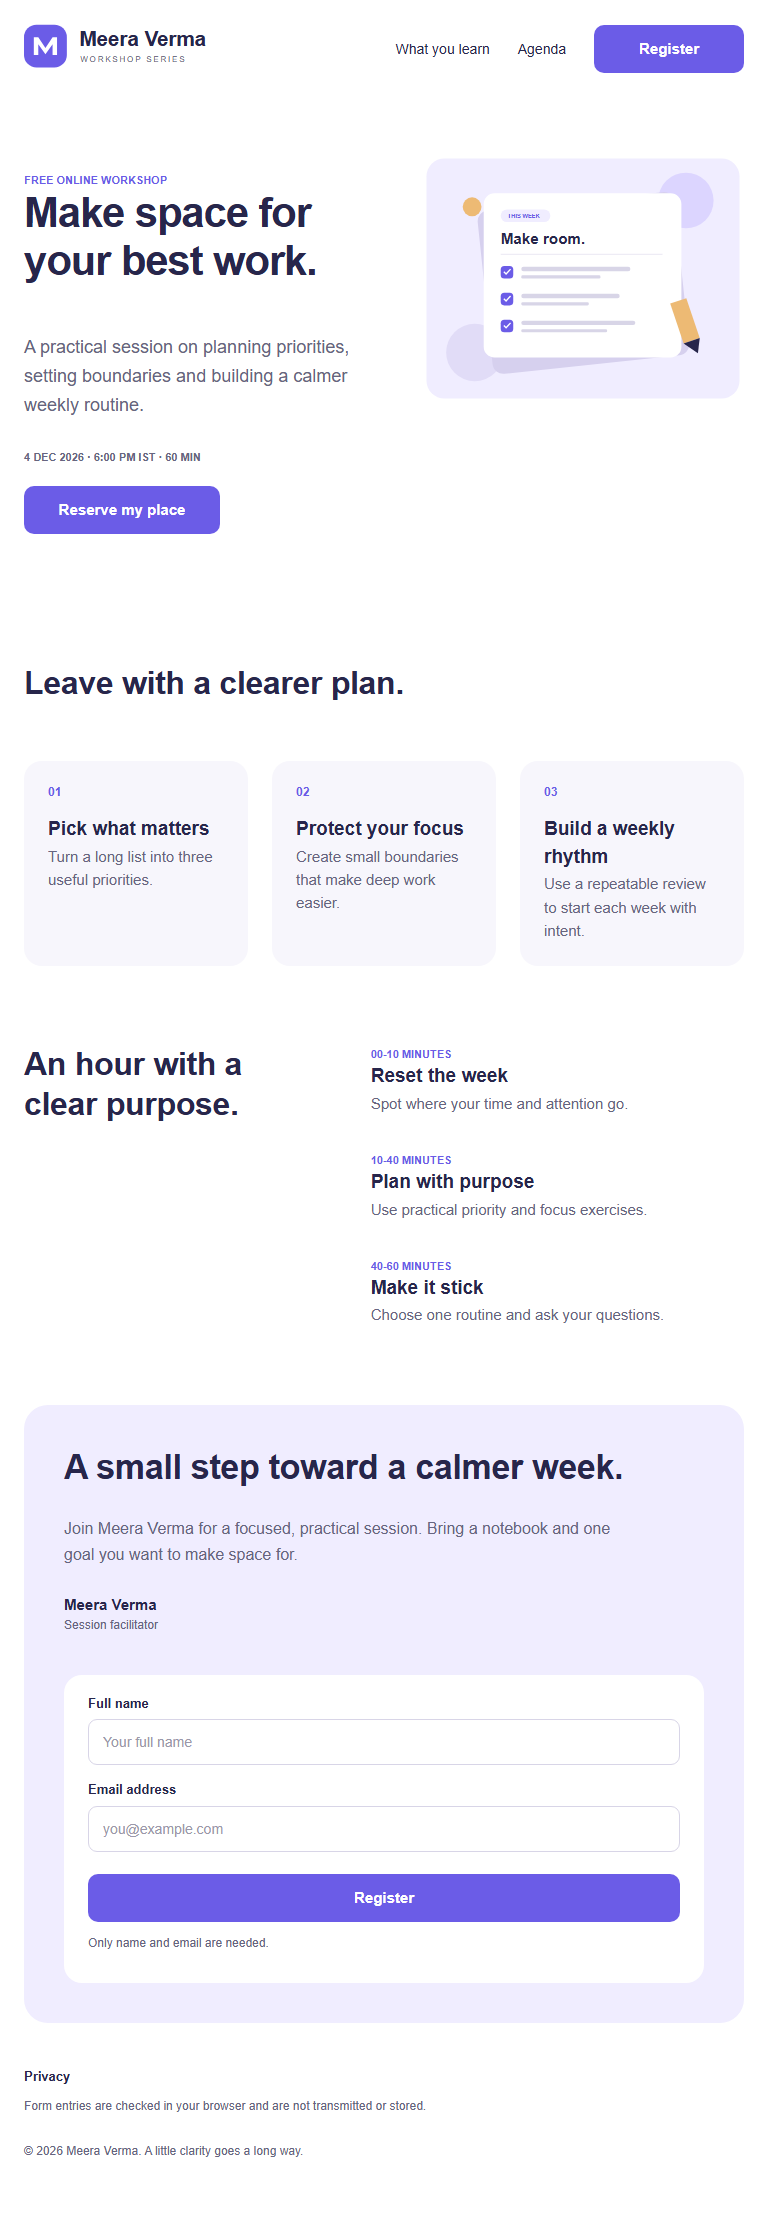 Meera Verma
WORKSHOP SERIES
What you learn
Agenda
Register
FREE ONLINE WORKSHOP
Make space for
your best work.
A practical session on planning priorities,
setting boundaries and building a calmer
weekly routine.
4 DEC 2026 · 6:00 PM IST · 60 MIN
Reserve my place
THIS WEEK
Make room.
Leave with a clearer plan.
01
Pick what matters
Turn a long list into three
useful priorities.
02
Protect your focus
Create small boundaries
that make deep work
easier.
03
Build a weekly
rhythm
Use a repeatable review
to start each week with
intent.
An hour with a
clear purpose.
00-10 MINUTES
Reset the week
Spot where your time and attention go.
10-40 MINUTES
Plan with purpose
Use practical priority and focus exercises.
40-60 MINUTES
Make it stick
Choose one routine and ask your questions.
A small step toward a calmer week.
Join Meera Verma for a focused, practical session. Bring a notebook and one
goal you want to make space for.
Meera Verma
Session facilitator
Full name
Your full name
Email address
you@example.com
Register
Only name and email are needed.
Privacy
Form entries are checked in your browser and are not transmitted or stored.
© 2026 Meera Verma. A little clarity goes a long way.